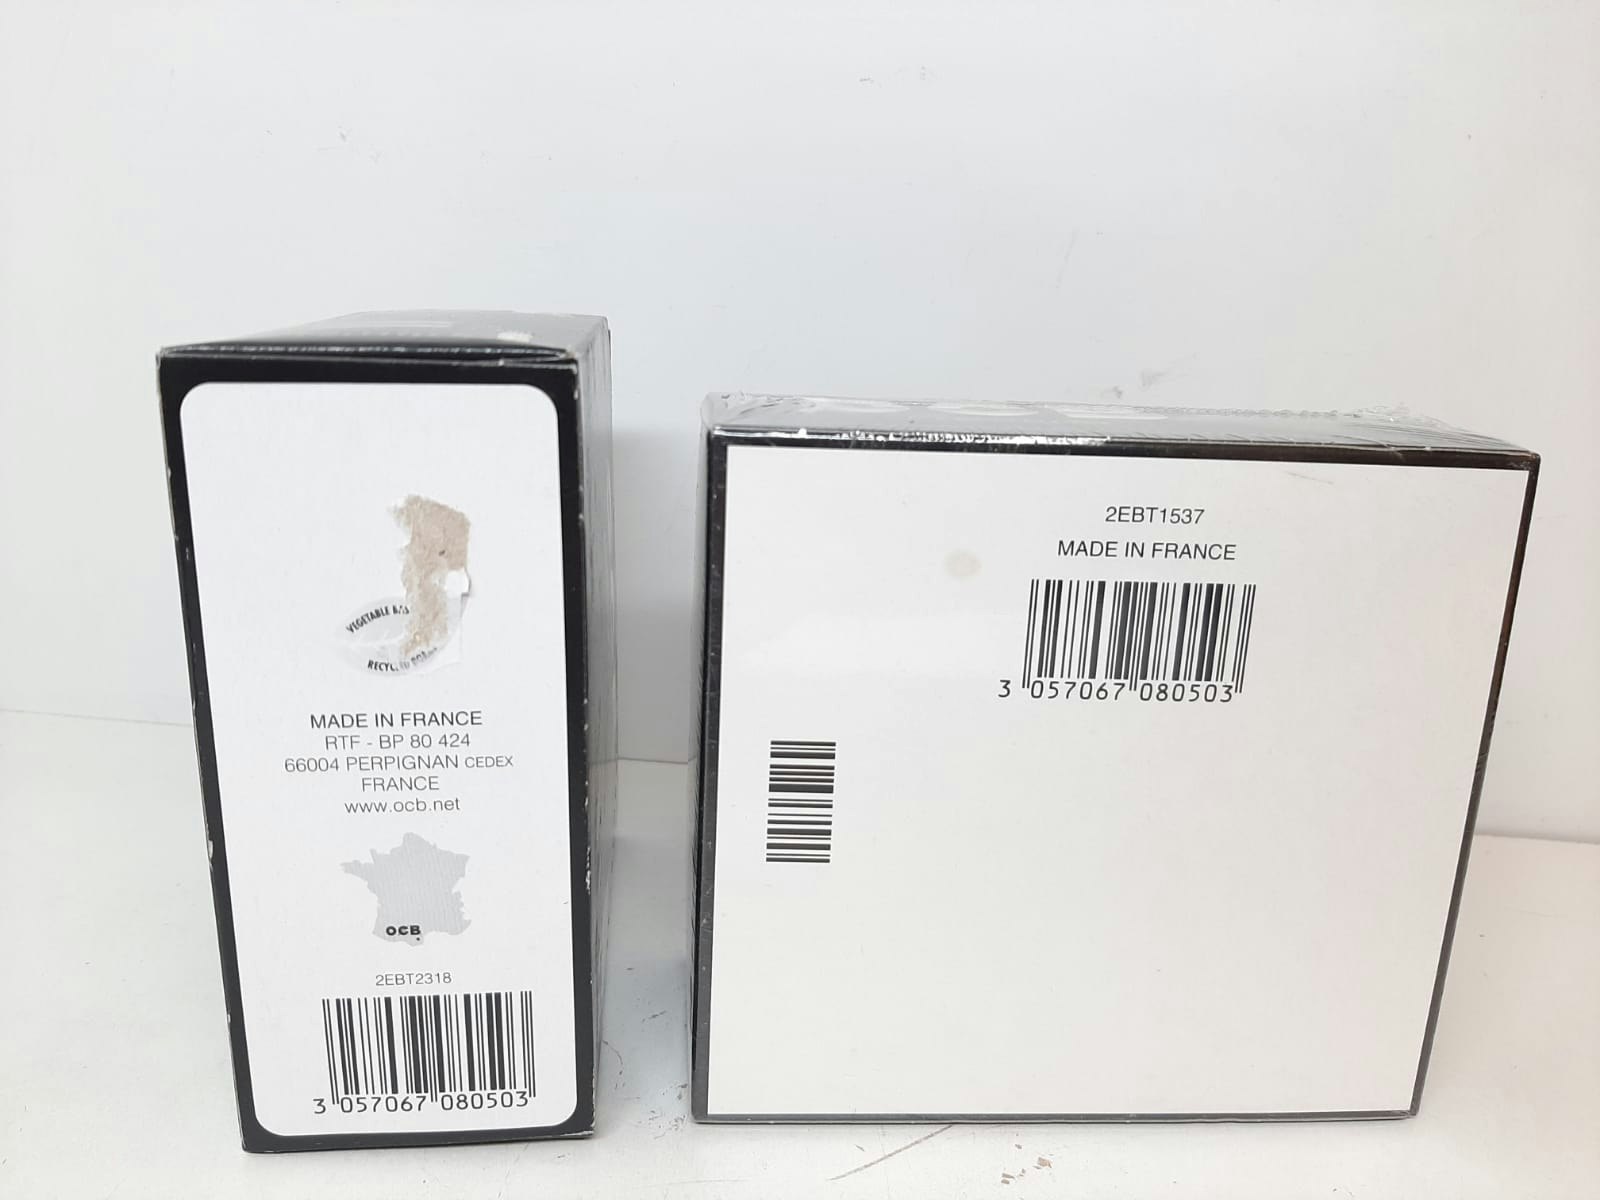 VEGETABLE
MADE IN FRANCE
RTF - BP 80 424
66004 PERPIGNAN CEDEX
FRANCE
www.ocb.net
OCB
2EBT2318
3 057067 080503
2EBT1537
MADE IN FRANCE
3 057067 080503